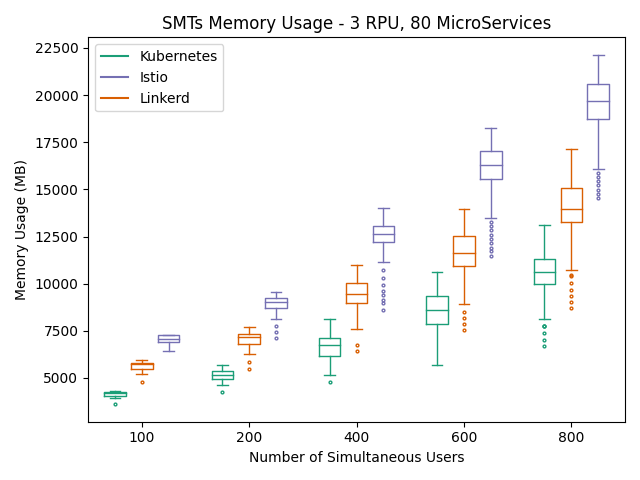 SMTs Memory Usage - 3 RPU, 80 MicroServices
Kubernetes
Istio
Linkerd
Memory Usage (MB)
22500
20000
17500
15000
12500
10000
7500
5000
100 200 400 600 800
Number of Simultaneous Users